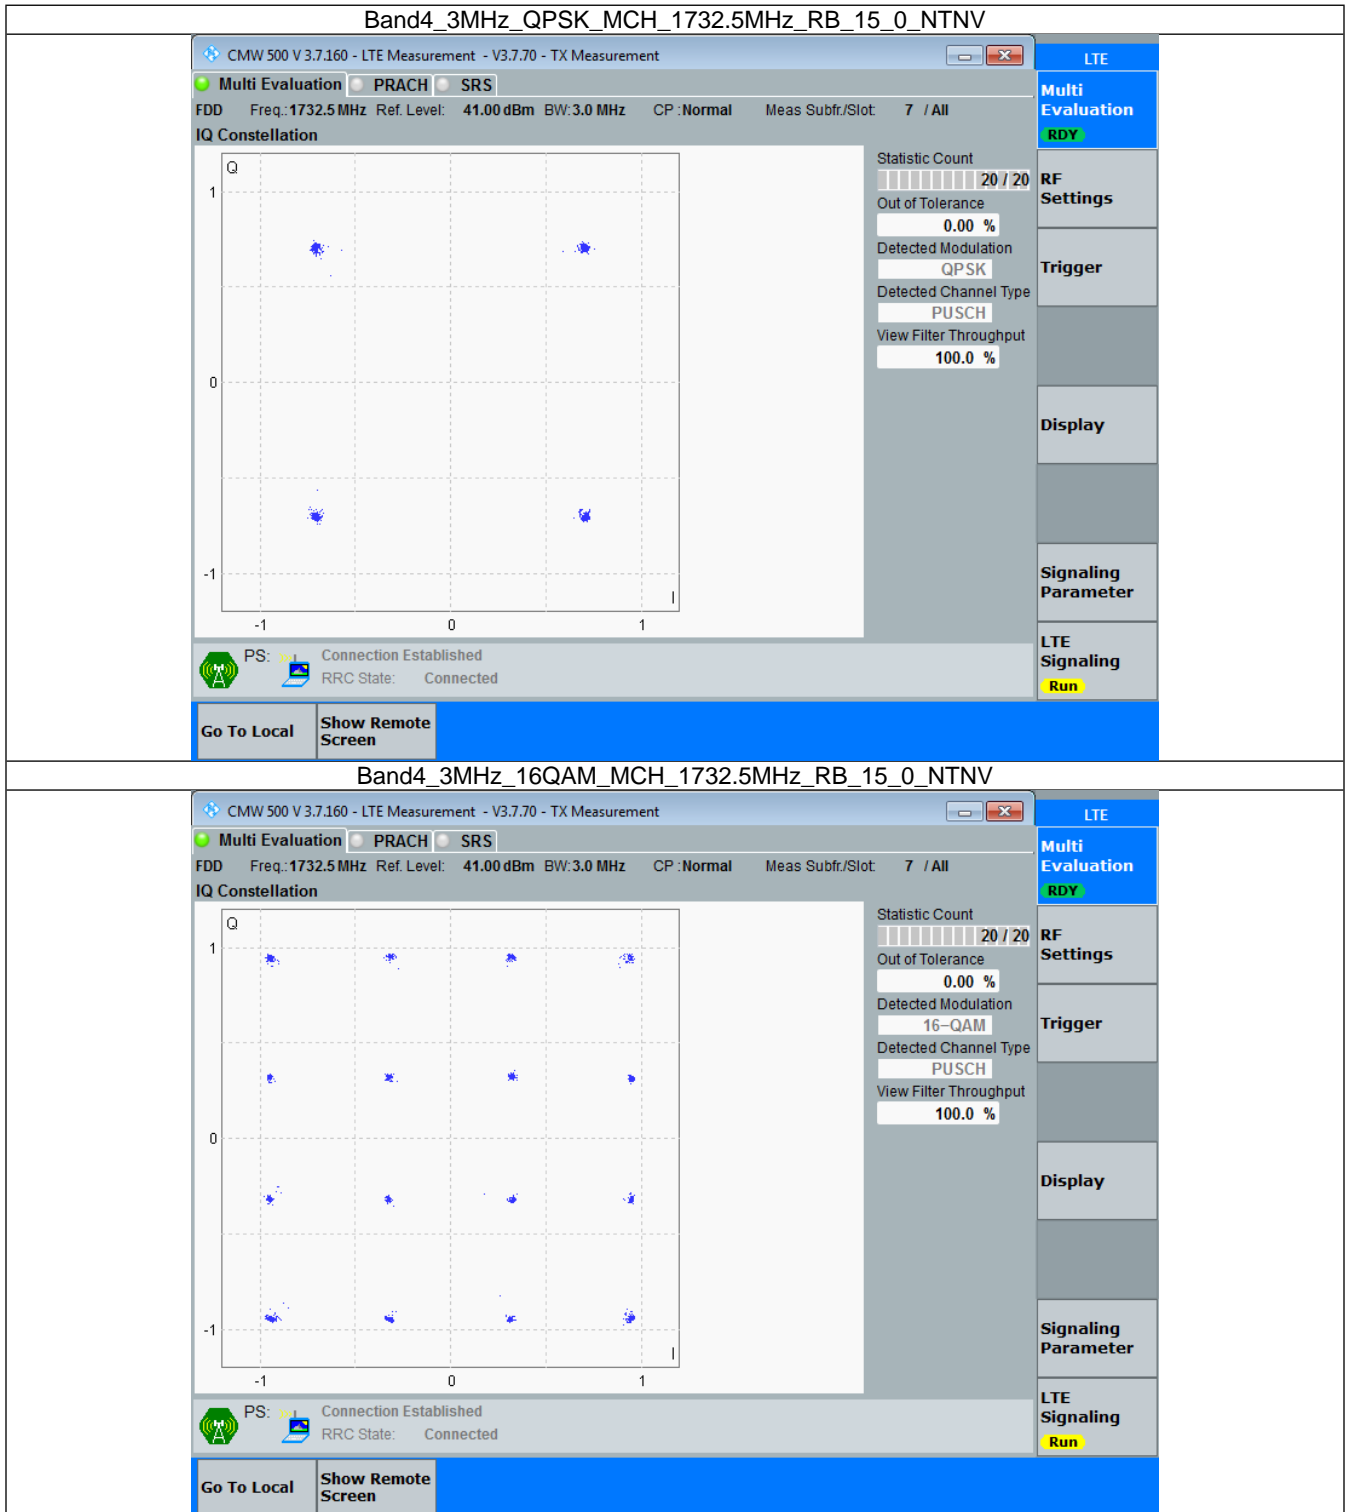 Band4_3MHz_QPSK_MCH_1732.5MHz_RB_15_0_NTNV
CMW 500 V 3.7.160 - LTE Measurement - V3.7.70 - TX Measurement
LTE
Multi Evaluation PRACH SRS
Multi
Evaluation
RDY
FDD Freq.: 1732.5 MHz Ref. Level: 41.00 dBm BW: 3.0 MHz CP : Normal Meas Subfr./Slot: 7 / All
IQ Constellation
Q
1
0
-1
I
-1 0 1
Statistic Count
20 / 20
Out of Tolerance
0.00 %
Detected Modulation
QPSK
Detected Channel Type
PUSCH
View Filter Throughput
100.0 %
RF
Settings
Trigger
Display
Signaling
Parameter
LTE
Signaling
Run
PS: Connection Established
RRC State: Connected
Go To Local
Show Remote
Screen
Band4_3MHz_16QAM_MCH_1732.5MHz_RB_15_0_NTNV
CMW 500 V 3.7.160 - LTE Measurement - V3.7.70 - TX Measurement
LTE
Multi Evaluation PRACH SRS
Multi
Evaluation
RDY
FDD Freq.: 1732.5 MHz Ref. Level: 41.00 dBm BW: 3.0 MHz CP : Normal Meas Subfr./Slot: 7 / All
IQ Constellation
Q
1
0
-1
I
-1 0 1
Statistic Count
20 / 20
Out of Tolerance
0.00 %
Detected Modulation
16-QAM
Detected Channel Type
PUSCH
View Filter Throughput
100.0 %
RF
Settings
Trigger
Display
Signaling
Parameter
LTE
Signaling
Run
PS: Connection Established
RRC State: Connected
Go To Local
Show Remote
Screen